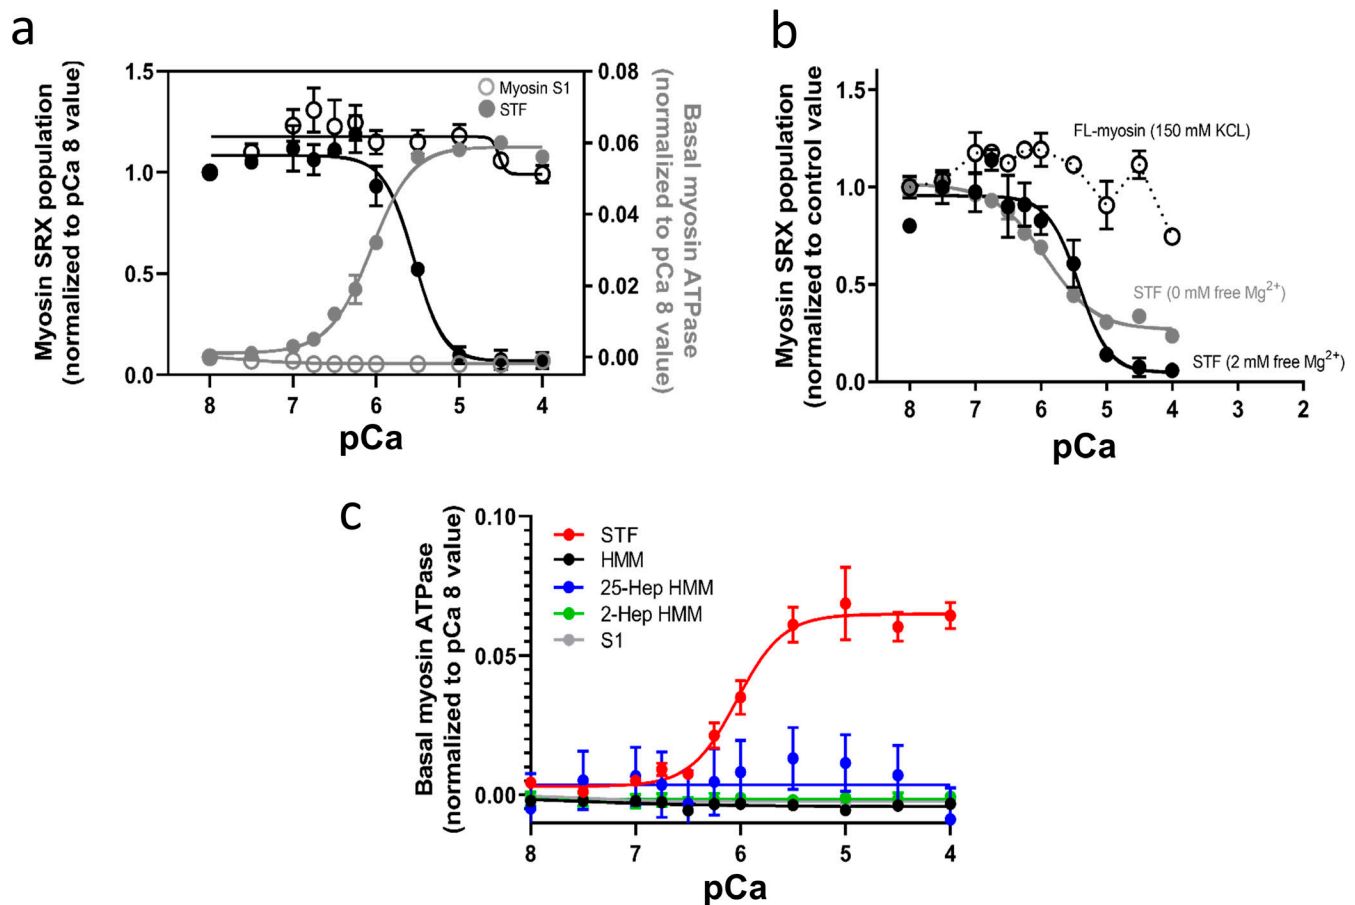 a
Myosin SRX population
(normalized to pCa 8 value)
1.5
1.0
0.5
0.0
8
7
6
5
4
pCa
Myosin S1
STF
0.08
0.06
0.04
0.02
0.00
Basal myosin ATPase
(normalized to pCa 8 value)
b
Myosin SRX population
(normalized to control value)
1.5
1.0
0.5
0.0
8
7
6
5
4
3
2
pCa
FL-myosin (150 mM KCL)
STF (0 mM free Mg²⁺)
STF (2 mM free Mg²⁺)
c
Basal myosin ATPase
(normalized to pCa 8 value)
0.10
0.05
0.00
8
7
6
5
4
pCa
STF
HMM
25-Hep HMM
2-Hep HMM
S1